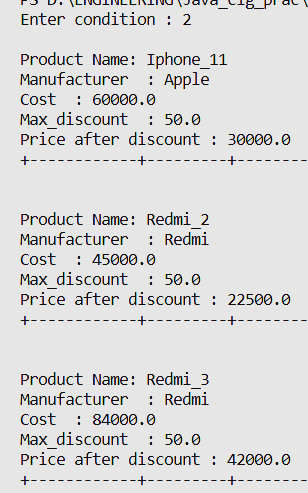 PS D:\ENGINEERING\Java_clg_prac\
Enter condition : 2
Product Name: Iphone_11
Manufacturer  : Apple
Cost  : 60000.0
Max_discount  : 50.0
Price after discount : 30000.0
+------------+---------+--------
Product Name: Redmi_2
Manufacturer  : Redmi
Cost  : 45000.0
Max_discount  : 50.0
Price after discount : 22500.0
+------------+---------+--------
Product Name: Redmi_3
Manufacturer  : Redmi
Cost  : 84000.0
Max_discount  : 50.0
Price after discount : 42000.0
+------------+---------+--------